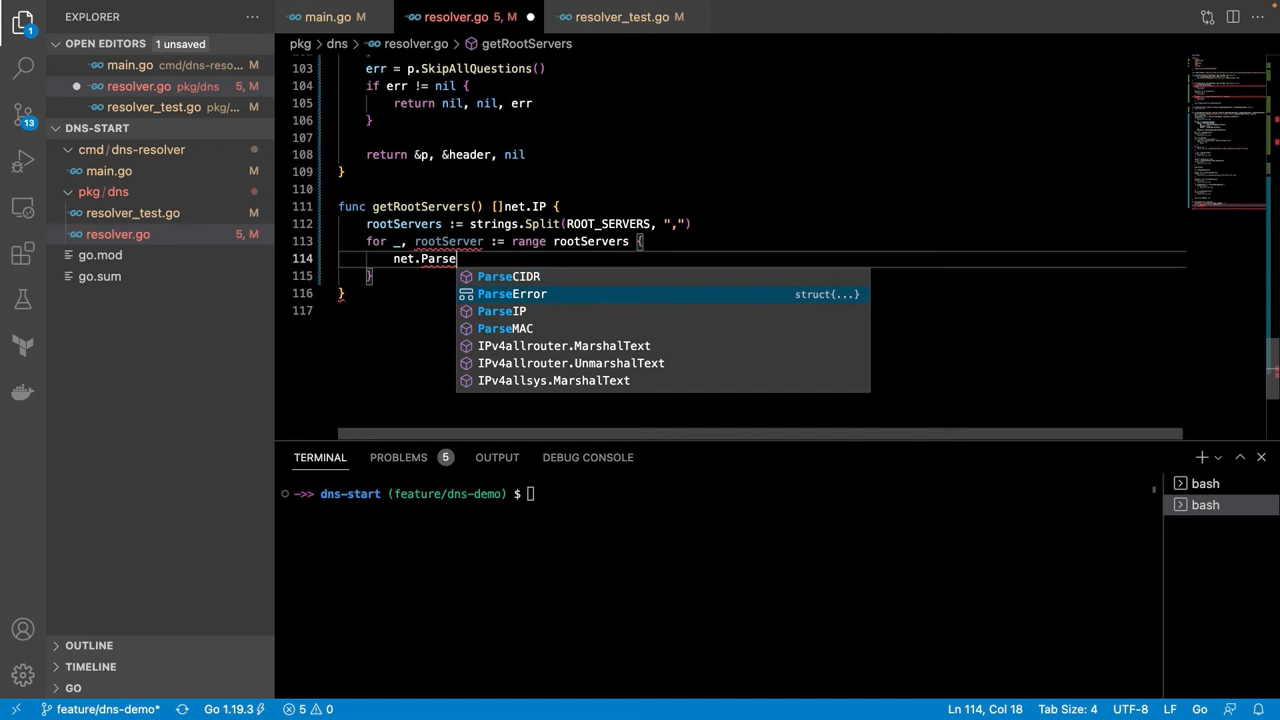 EXPLORER
main.go M
resolver.go 5, M
resolver_test.go M
OPEN EDITORS 1 unsaved
main.go cmd/dns-reso... M
resolver.go pkg/dns 5, M
resolver_test.go pkg/... M
DNS-START
cmd/dns-resolver
main.go M
pkg/dns
resolver_test.go M
resolver.go 5, M
go.mod
go.sum
OUTLINE
TIMELINE
GO
1
13
pkg > dns > resolver.go > getRootServers
103 err = p.SkipAllQuestions()
104 if err != nil {
105 return nil, nil, err
106 }
107
108 return &p, &header, nil
109 }
110
111 func getRootServers() []net.IP {
112 rootServers := strings.Split(ROOT_SERVERS, ",")
113 for _, rootServer := range rootServers {
114 net.Parse
115 }
116 }
117
ParseCIDR
ParseError struct{...}
ParseIP
ParseMAC
IPv4allrouter.MarshalText
IPv4allrouter.UnmarshalText
IPv4allsys.MarshalText
TERMINAL PROBLEMS 5 OUTPUT DEBUG CONSOLE
->> dns-start (feature/dns-demo) $
bash
bash
feature/dns-demo* Go 1.19.3 5 0 Ln 114, Col 18 Tab Size: 4 UTF-8 LF Go